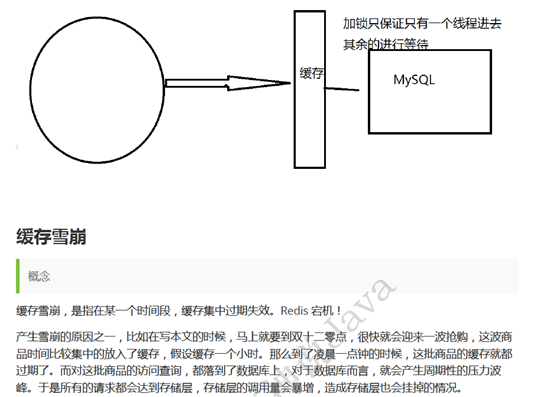 加锁只保证只有一个线程进去
其余的进行等待
缓存
MySQL
缓存雪崩
概念
缓存雪崩，是指在某一个时间段，缓存集中过期失效。Redis 宕机！
产生雪崩的原因之一，比如在写本文的时候，马上就要到双十二零点，很快就会迎来一波抢购，这波商
品时间比较集中的放入了缓存，假设缓存一个小时。那么到了凌晨一点钟的时候，这批商品的缓存就都
过期了。而对这批商品的访问查询，都落到了数据库上，对于数据库而言，就会产生周期性的压力波
峰。于是所有的请求都会达到存储层，存储层的调用量会暴增，造成存储层也会挂掉的情况。
Java